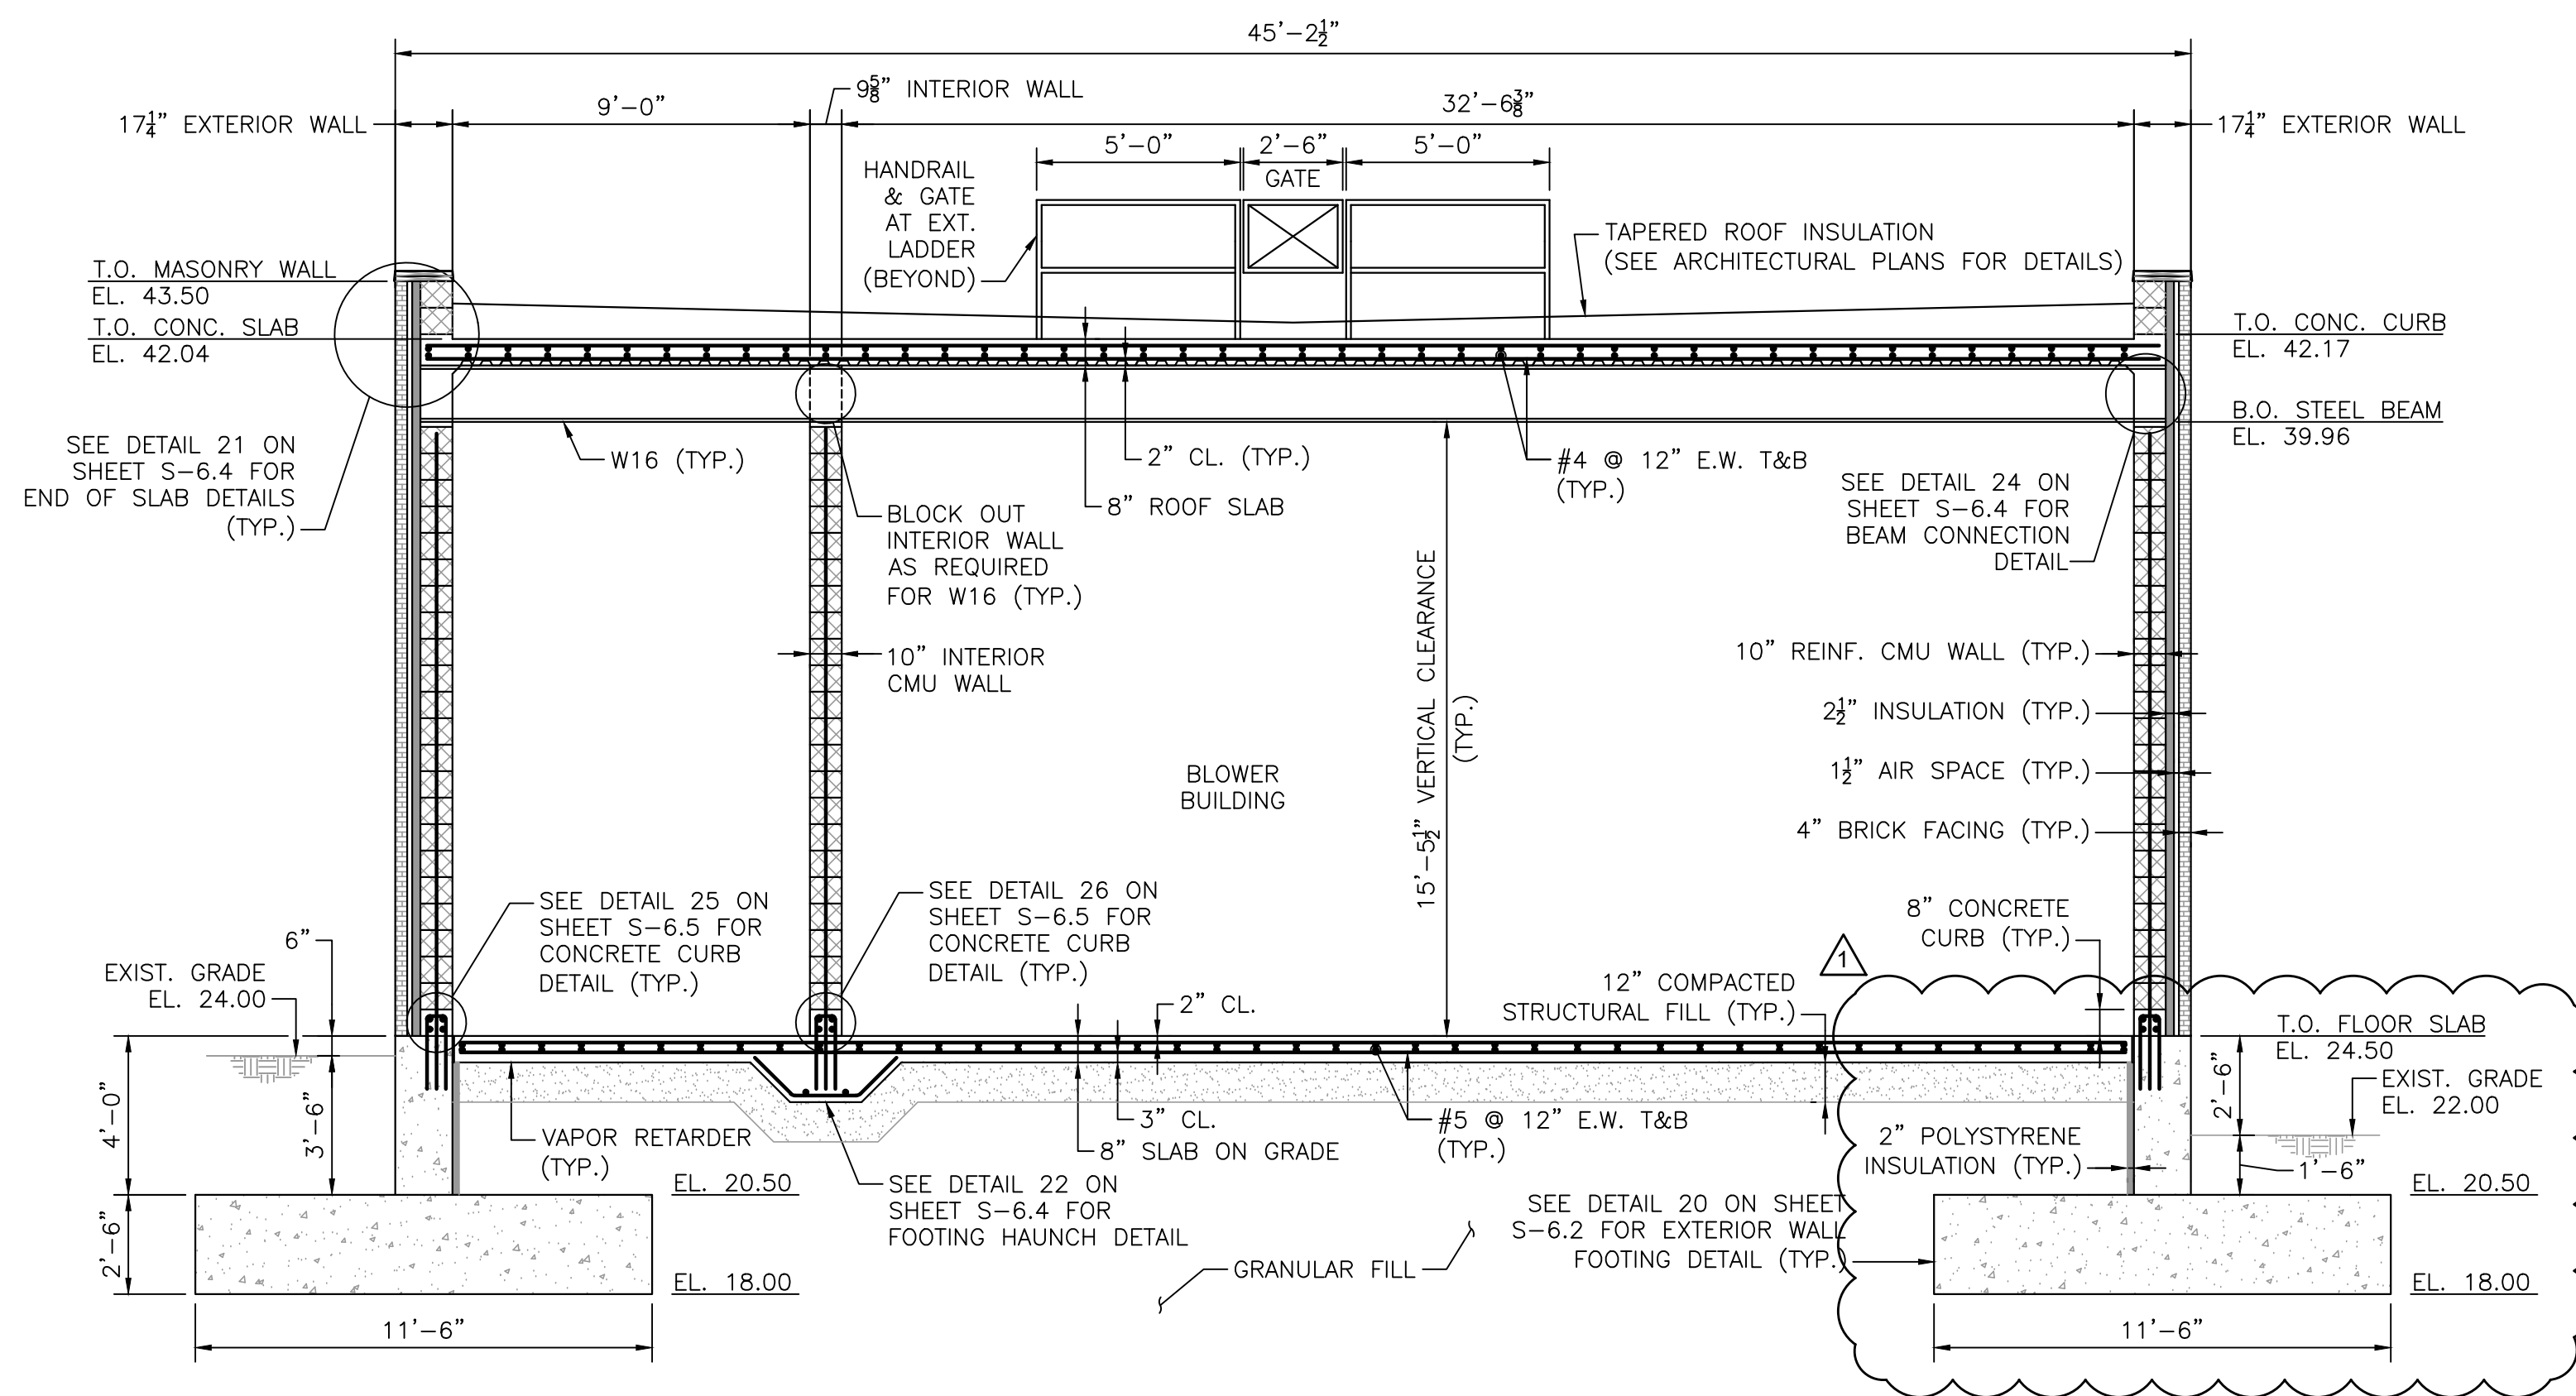 45'-2½"
9⅝" INTERIOR WALL
17¼" EXTERIOR WALL
9'-0"
32'-6⅜"
17¼" EXTERIOR WALL
5'-0"
2'-6"
5'-0"
GATE
HANDRAIL
& GATE
AT EXT.
LADDER
(BEYOND)
TAPERED ROOF INSULATION
(SEE ARCHITECTURAL PLANS FOR DETAILS)
T.O. MASONRY WALL
EL. 43.50
T.O. CONC. SLAB
EL. 42.04
T.O. CONC. CURB
EL. 42.17
B.O. STEEL BEAM
EL. 39.96
SEE DETAIL 21 ON
SHEET S-6.4 FOR
END OF SLAB DETAILS
(TYP.)
W16 (TYP.)
2" CL. (TYP.)
8" ROOF SLAB
#4 @ 12" E.W. T&B
(TYP.)
SEE DETAIL 24 ON
SHEET S-6.4 FOR
BEAM CONNECTION
DETAIL
BLOCK OUT
INTERIOR WALL
AS REQUIRED
FOR W16 (TYP.)
10" INTERIOR
CMU WALL
15'-5½" VERTICAL CLEARANCE
(TYP.)
10" REINF. CMU WALL (TYP.)
2½" INSULATION (TYP.)
1½" AIR SPACE (TYP.)
4" BRICK FACING (TYP.)
BLOWER
BUILDING
SEE DETAIL 25 ON
SHEET S-6.5 FOR
CONCRETE CURB
DETAIL (TYP.)
SEE DETAIL 26 ON
SHEET S-6.5 FOR
CONCRETE CURB
DETAIL (TYP.)
8" CONCRETE
CURB (TYP.)
6"
EXIST. GRADE
EL. 24.00
1
12" COMPACTED
STRUCTURAL FILL (TYP.)
2" CL.
T.O. FLOOR SLAB
EL. 24.50
EXIST. GRADE
EL. 22.00
4'-0"
3'-6"
2'-6"
VAPOR RETARDER
(TYP.)
3" CL.
8" SLAB ON GRADE
#5 @ 12" E.W. T&B
(TYP.)
2" POLYSTYRENE
INSULATION (TYP.)
2'-6"
1'-6"
EL. 20.50
EL. 20.50
SEE DETAIL 22 ON
SHEET S-6.4 FOR
FOOTING HAUNCH DETAIL
SEE DETAIL 20 ON SHEET
S-6.2 FOR EXTERIOR WALL
FOOTING DETAIL (TYP.)
GRANULAR FILL
EL. 18.00
EL. 18.00
11'-6"
11'-6"